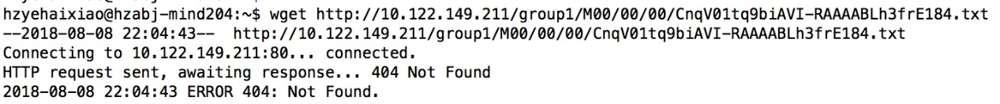 hzyehaixiao@hzabj-mind204:~$ wget http://10.122.149.211/group1/M00/00/00/CnqV01tq9biAVI-RAAAABLh3frE184.txt
--2018-08-08 22:04:43--  http://10.122.149.211/group1/M00/00/00/CnqV01tq9biAVI-RAAAABLh3frE184.txt
Connecting to 10.122.149.211:80... connected.
HTTP request sent, awaiting response... 404 Not Found
2018-08-08 22:04:43 ERROR 404: Not Found.